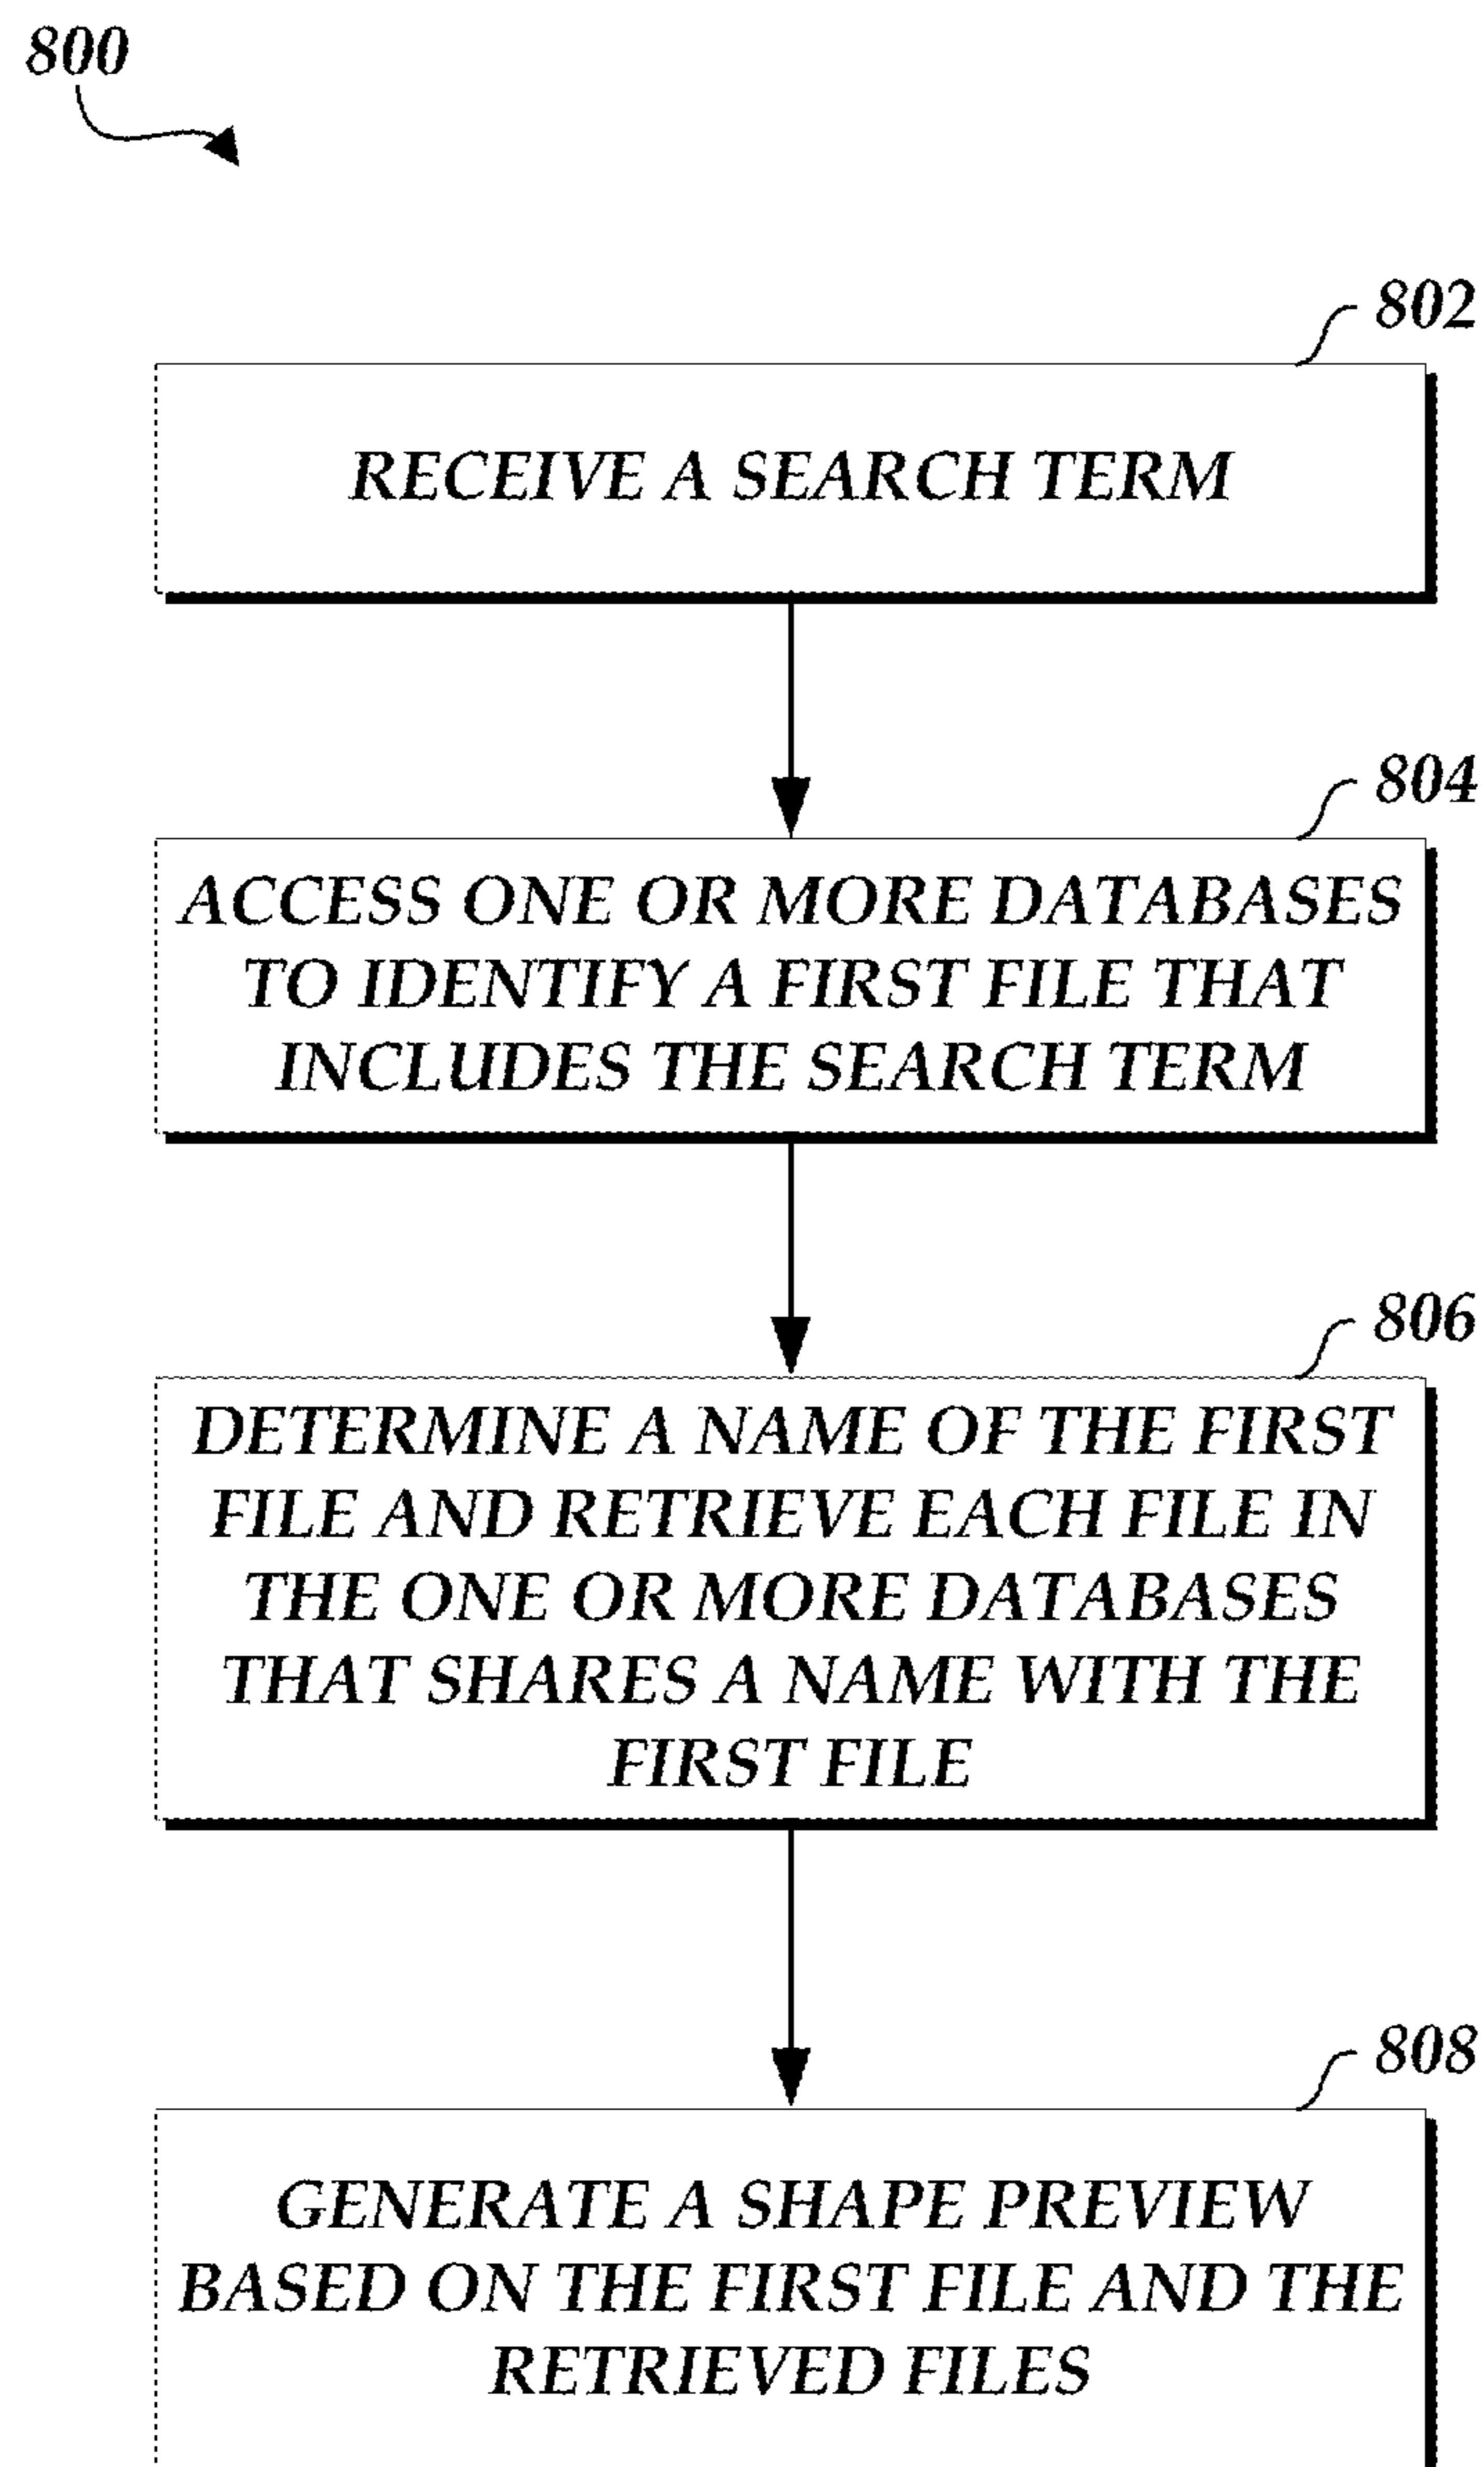 800
802
RECEIVE A SEARCH TERM
804
ACCESS ONE OR MORE DATABASES
TO IDENTIFY A FIRST FILE THAT
INCLUDES THE SEARCH TERM
806
DETERMINE A NAME OF THE FIRST
FILE AND RETRIEVE EACH FILE IN
THE ONE OR MORE DATABASES
THAT SHARES A NAME WITH THE
FIRST FILE
808
GENERATE A SHAPE PREVIEW
BASED ON THE FIRST FILE AND THE
RETRIEVED FILES